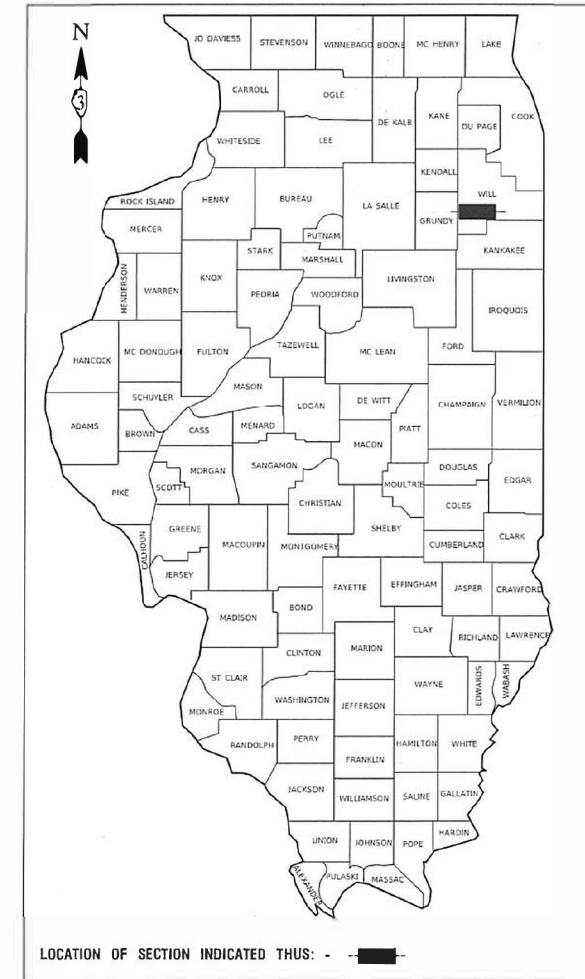 N
3
JO DAVIESS
STEVENSON
WINNEBAGO
BOONE
MC HENRY
LAKE
CARROLL
OGLE
DE KALB
KANE
COOK
DU PAGE
WHITESIDE
LEE
KENDALL
WILL
ROCK ISLAND
HENRY
BUREAU
LA SALLE
GRUNDY
MERCER
PUTNAM
KANKAKEE
STARK
MARSHALL
HENDERSON
WARREN
KNOX
PEORIA
WOODFORD
LIVINGSTON
IROQUOIS
HANCOCK
MC DONOUGH
FULTON
TAZEWELL
MC LEAN
FORD
MASON
SCHUYLER
LOGAN
DE WITT
CHAMPAIGN
VERMILION
ADAMS
BROWN
CASS
MENARD
PIATT
MACON
MORGAN
SANGAMON
DOUGLAS
EDGAR
PIKE
SCOTT
CHRISTIAN
MOULTRIE
COLES
GREENE
MACOUPIN
MONTGOMERY
SHELBY
CUMBERLAND
CLARK
CALHOUN
JERSEY
FAYETTE
EFFINGHAM
JASPER
CRAWFORD
MADISON
BOND
CLAY
RICHLAND
LAWRENCE
CLINTON
MARION
ST CLAIR
WAYNE
EDWARDS
WABASH
WASHINGTON
JEFFERSON
MONROE
RANDOLPH
PERRY
HAMILTON
WHITE
FRANKLIN
JACKSON
WILLIAMSON
SALINE
GALLATIN
UNION
JOHNSON
POPE
HARDIN
ALEXANDER
PULASKI
MASSAC
LOCATION OF SECTION INDICATED THUS: -